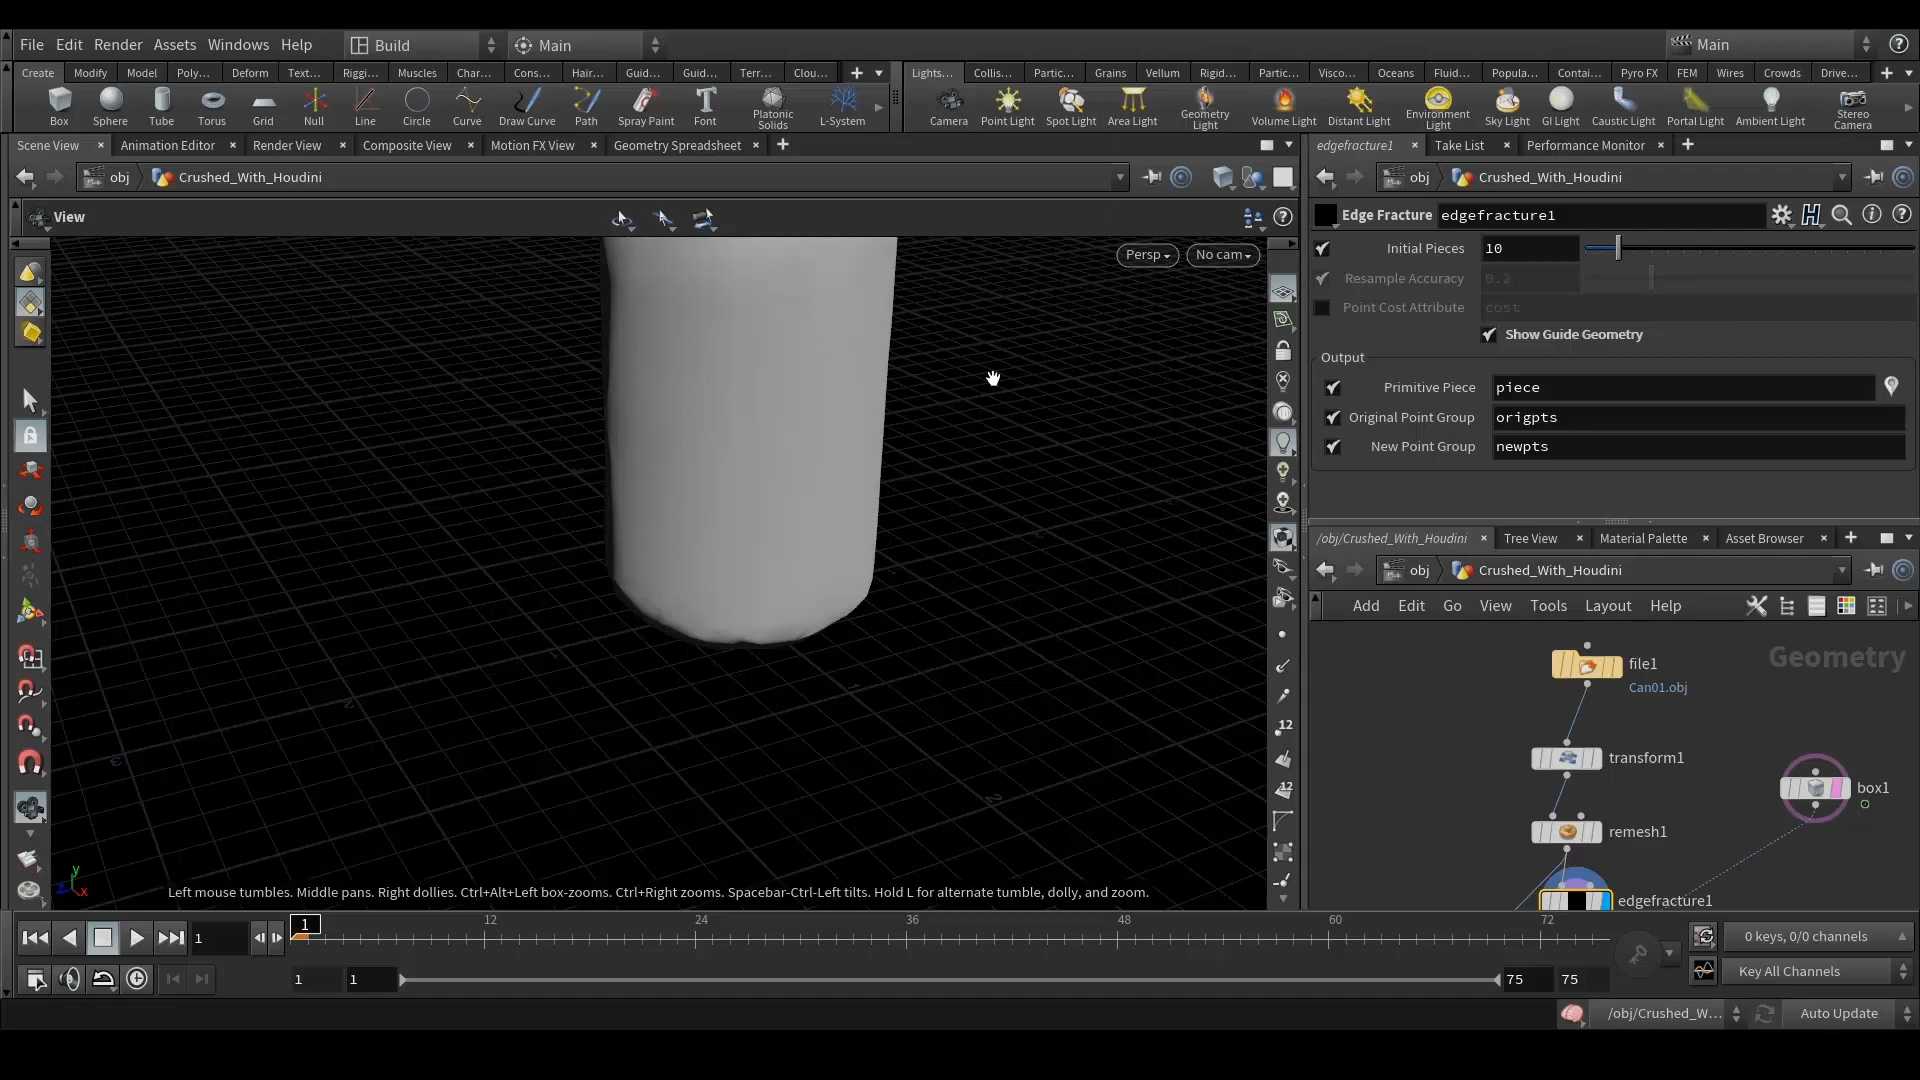 File Edit Render Assets Windows Help Build Main Main
Create Modify Model Poly... Deform Text... Riggi... Muscles Char... Cons... Hair... Guid... Guid... Terr... Clou... Lights... Collis... Partic... Grains Vellum Rigid... Partic... Visco... Oceans Fluid... Popula... Contai... Pyro FX FEM Wires Crowds Drive...
Box Sphere Tube Torus Grid Null Line Circle Curve Draw Curve Path Spray Paint Font Platonic Solids L-System Camera Point Light Spot Light Area Light Geometry Light Volume Light Distant Light Environment Light Sky Light GI Light Caustic Light Portal Light Ambient Light Stereo Camera
Scene View Animation Editor Render View Composite View Motion FX View Geometry Spreadsheet
obj Crushed_With_Houdini
View
Persp No cam
Left mouse tumbles. Middle pans. Right dollies. Ctrl+Alt+Left box-zooms. Ctrl+Right zooms. Spacebar-Ctrl-Left tilts. Hold L for alternate tumble, dolly, and zoom.
z y x
12
12
edgefracture1 Take List Performance Monitor
obj Crushed_With_Houdini
Edge Fracture edgefracture1
Initial Pieces 10
Resample Accuracy 0.2
Point Cost Attribute cost
Show Guide Geometry
Output
Primitive Piece piece
Original Point Group origpts
New Point Group newpts
/obj/Crushed_With_Houdini Tree View Material Palette Asset Browser
obj Crushed_With_Houdini
Add Edit Go View Tools Layout Help
Geometry
file1
Can01.obj
transform1
box1
remesh1
edgefracture1
1 1 12 24 36 48 60 72
0 keys, 0/0 channels
1 1 75 75
Key All Channels
/obj/Crushed_W... Auto Update